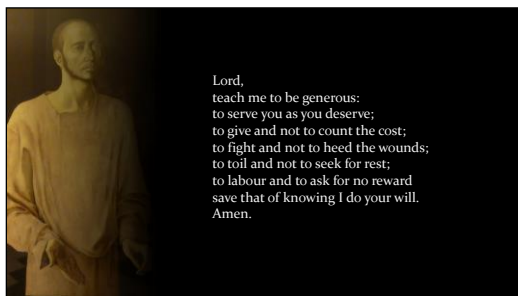 Lord,
teach me to be generous:
to serve you as you deserve;
to give and not to count the cost;
to fight and not to heed the wounds;
to toil and not to seek for rest;
to labour and to ask for no reward
save that of knowing I do your will.
Amen.